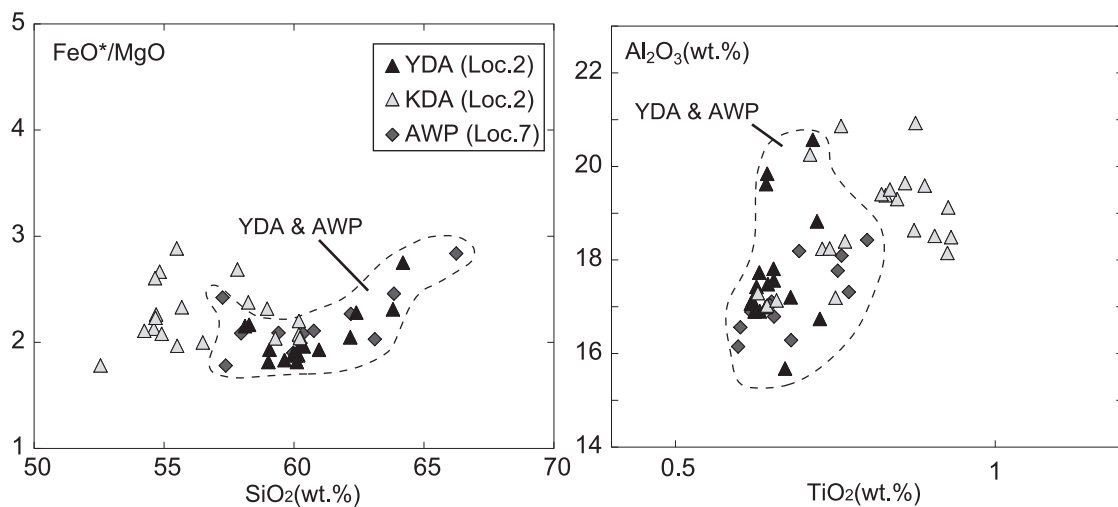 FeO*/MgO
YDA (Loc.2)
KDA (Loc.2)
AWP (Loc.7)
YDA & AWP
5
4
3
2
1
50
55
60
65
70
SiO₂(wt.%)
Al₂O₃(wt.%)
YDA & AWP
22
20
18
16
14
0.5
1
TiO₂(wt.%)